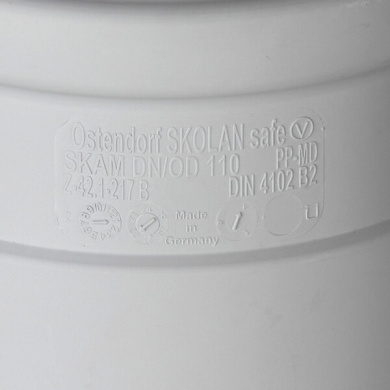 Ostendorf SKOLAN safe
SKAM DN/OD 110 PP-MD
Z-42.1-217 B DIN 4102 B2
Made
in
Germany
U